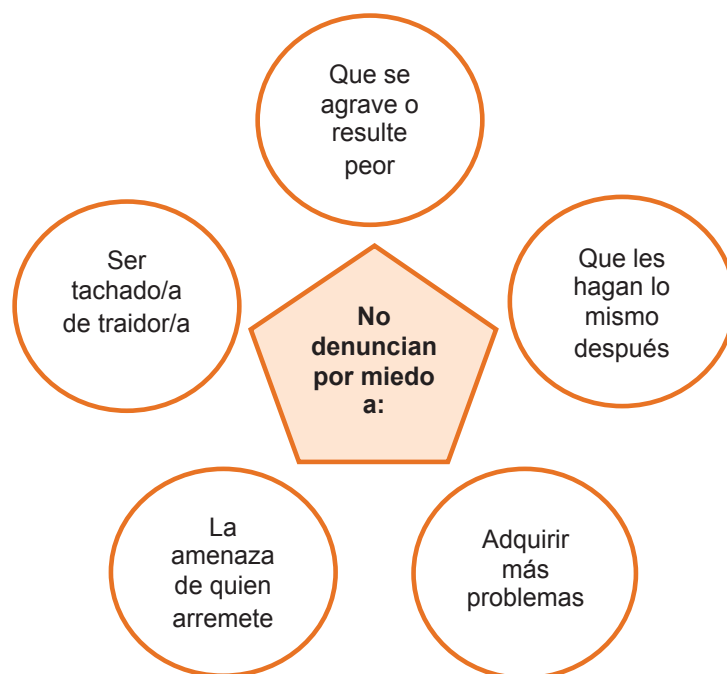 Que se
agrave o
resulte
peor
Ser
tachado/a
de traidor/a
Que les
hagan lo
mismo
después
No
denuncian
por miedo
a:
La
amenaza
de quien
arremete
Adquirir
más
problemas